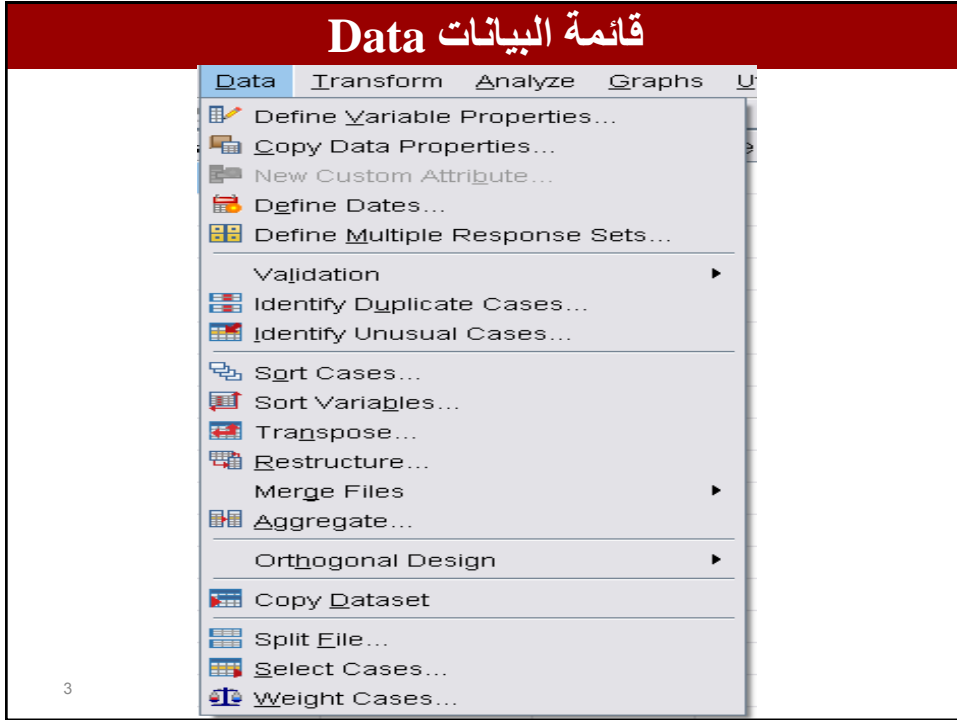 قائمة البيانات Data
Data Transform Analyze Graphs
Define Variable Properties...
Copy Data Properties...
New Custom Attribute...
Define Dates...
Define Multiple Response Sets...
Validation
Identify Duplicate Cases...
Identify Unusual Cases...
Sort Cases...
Sort Variables...
Transpose...
Restructure...
Merge Files
Aggregate...
Orthogonal Design
Copy Dataset
Split File...
Select Cases...
Weight Cases...
3